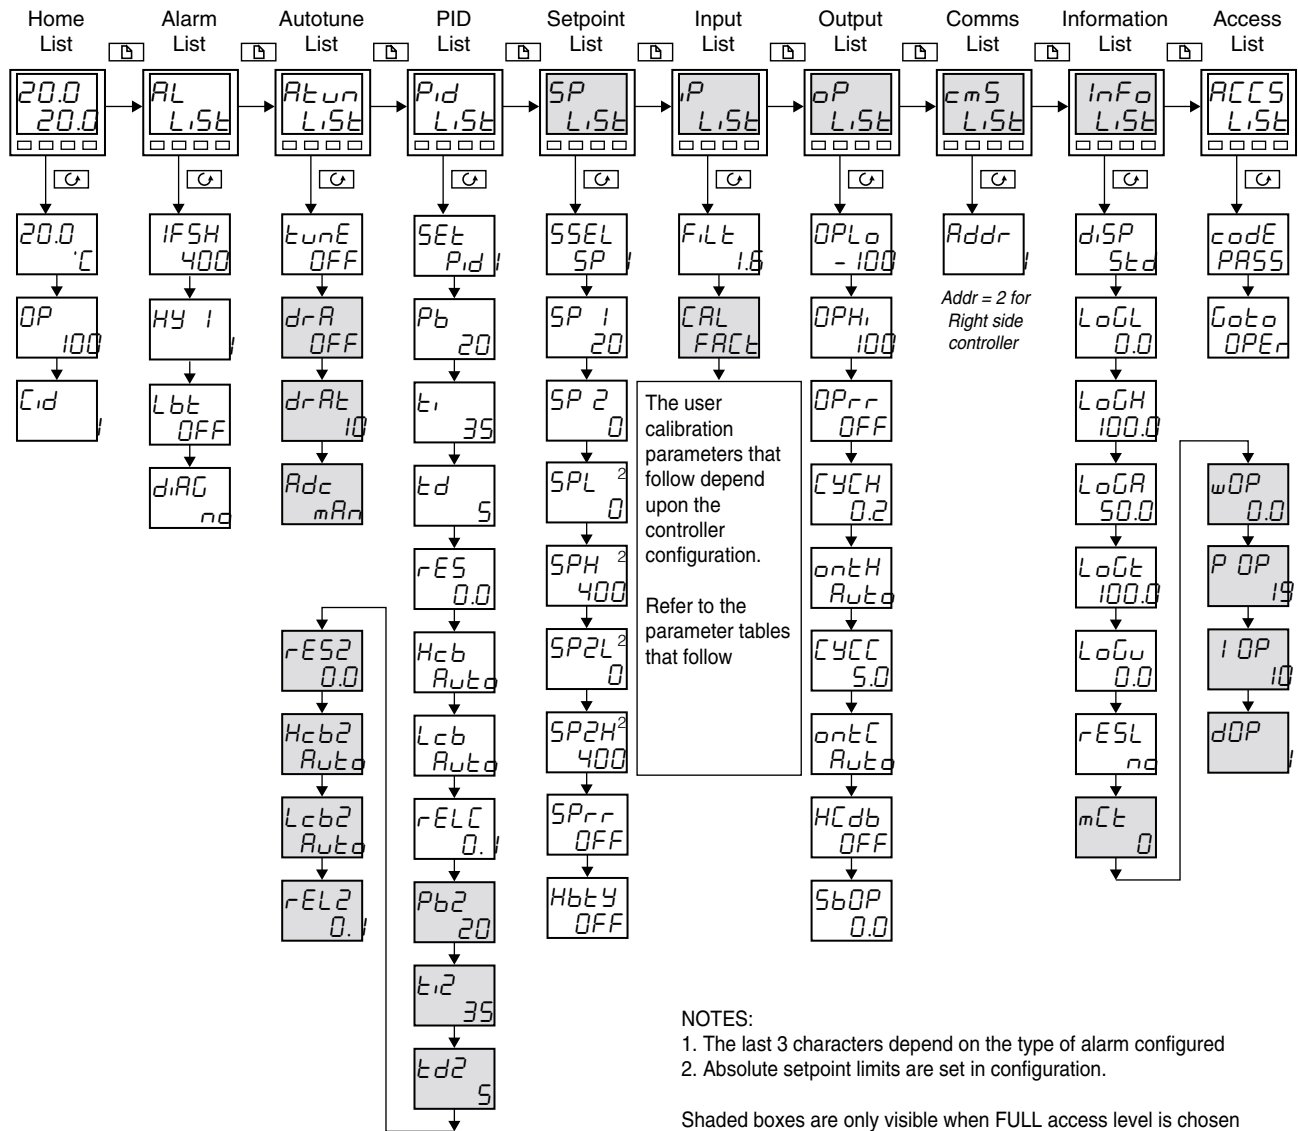 Home List
Alarm List
Autotune List
PID List
Setpoint List
Input List
Output List
Comms List
Information List
Access List
20.0
20.0
AL
LiSt
Atun
LiSt
Pid
LiSt
SP
LiSt
iP
LiSt
oP
LiSt
cmS
LiSt
InFo
LiSt
ACCS
LiSt
20.0
°C
OP
100
Cid
1
1FSH
400
HY 1
1
Lbt
OFF
diAG
no
tunE
OFF
drA
OFF
drAt
10
Adc
mAn
rES2
0.0
Hcb2
Auto
Lcb2
Auto
rEL2
0.1
SEt
Pid1
Pb
20
ti
35
td
5
rES
0.0
Hcb
Auto
Lcb
Auto
rELC
0.1
Pb2
20
ti2
35
td2
5
SSEL
SP 1
SP 1
20
SP 2
0
SPL 2
0
SPH 2
400
SP2L 2
0
SP2H 2
400
SPrr
OFF
HbtY
OFF
FiLt
1.6
CAL
FACt
The user
calibration
parameters that
follow depend
upon the
controller
configuration.
Refer to the
parameter tables
that follow
OPLo
-100
OPHi
100
OPrr
OFF
CYCH
0.2
ontH
Auto
CYCC
5.0
ontC
Auto
HCdb
OFF
SbOP
0.0
Addr
1
Addr = 2 for
Right side
controller
diSP
Std
LoGL
0.0
LoGH
100.0
LoGA
50.0
LoGt
100.0
LoGv
0.0
rESL
no
mCt
0
codE
PASS
Goto
OPEr
wOP
0.0
P OP
19
I OP
10
dOP
1
NOTES:
1. The last 3 characters depend on the type of alarm configured
2. Absolute setpoint limits are set in configuration.
Shaded boxes are only visible when FULL access level is chosen